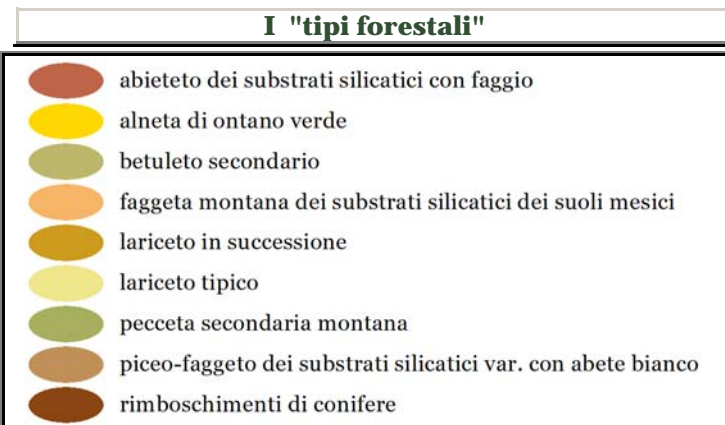 I "tipi forestali"
abieteto dei substrati silicatici con faggio
alneta di ontano verde
betuleto secondario
faggeta montana dei substrati silicatici dei suoli mesici
lariceto in successione
lariceto tipico
pecceta secondaria montana
piceo-faggeto dei substrati silicatici var. con abete bianco
rimboschimenti di conifere